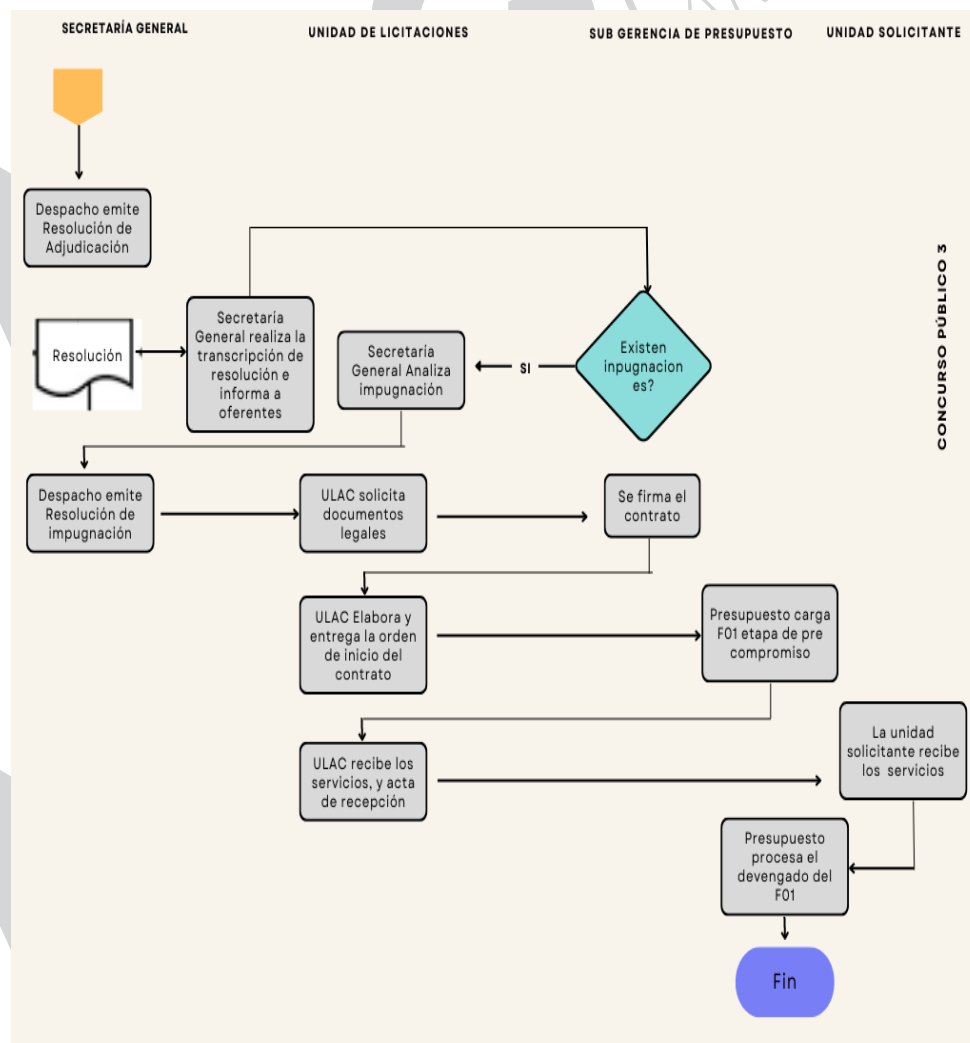 SECRETARÍA GENERAL
UNIDAD DE LICITACIONES
SUB GERENCIA DE PRESUPUESTO
UNIDAD SOLICITANTE
Despacho emite
Resolución de
Adjudicación
Resolución
Secretaría
General realiza la
transcripción de
resolución e
informa a
oferentes
Secretaría
General Analiza
impugnación
SI
Existen
inpugnacion
es?
CONCURSO PÚBLICO 3
Despacho emite
Resolución de
impugnación
ULAC solicita
documentos
legales
Se firma el
contrato
ULAC Elabora y
entrega la orden
de inicio del
contrato
Presupuesto carga
F01 etapa de pre
compromiso
ULAC recibe los
servicios, y acta
de recepción
La unidad
solicitante recibe
los servicios
Presupuesto
procesa el
devengado del
F01
Fin